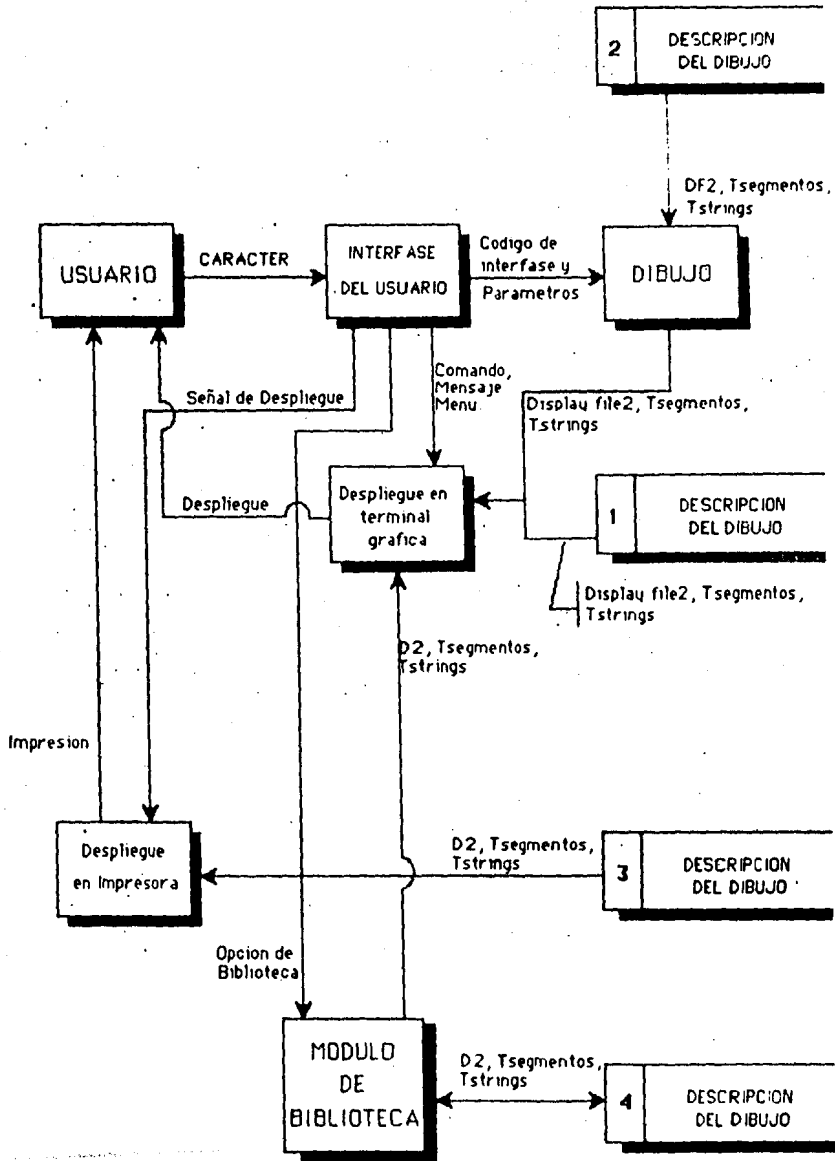 2
DESCRIPCION
DEL DIBUJO
DF2, Tsegmentos,
Tstrings
USUARIO
CARACTER
INTERFASE
DEL USUARIO
Codigo de
interfase y
Parametros
DIBUJO
Comando,
Mensaje
Menu
Señal de Despliegue
Display file2, Tsegmentos,
Tstrings
Despliegue
Despliegue en
terminal
grafica
1
DESCRIPCION
DEL DIBUJO
Display file2, Tsegmentos,
Tstrings
D2, Tsegmentos,
Tstrings
Impresion
Despliegue
en Impresora
D2, Tsegmentos,
Tstrings
3
DESCRIPCION
DEL DIBUJO
Opcion de
Biblioteca
MODULO
DE
BIBLIOTECA
D2, Tsegmentos,
Tstrings
4
DESCRIPCION
DEL DIBUJO